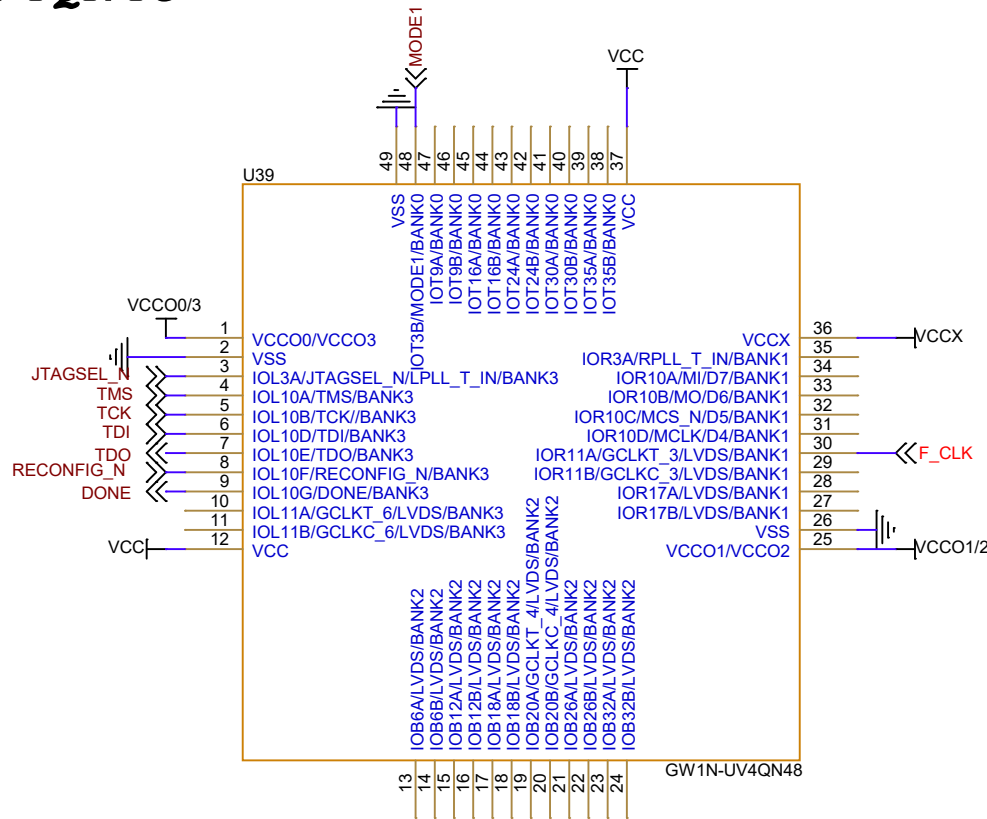 MODE1
VCC
49
48
47
46
45
44
43
42
41
40
39
38
37
U39
VSS
IOT3B/MODE1/BANK0
IOT9A/BANK0
IOT9B/BANK0
IOT16A/BANK0
IOT16B/BANK0
IOT24A/BANK0
IOT24B/BANK0
IOT30A/BANK0
IOT30B/BANK0
IOT35A/BANK0
IOT35B/BANK0
VCC
VCCO0/3
1 VCCO0/VCCO3
2 VSS
JTAGSEL_N 3 IOL3A/JTAGSEL_N/LPLL_T_IN/BANK3
TMS 4 IOL10A/TMS/BANK3
TCK 5 IOL10B/TCK//BANK3
TDI 6 IOL10D/TDI/BANK3
TDO 7 IOL10E/TDO/BANK3
RECONFIG_N 8 IOL10F/RECONFIG_N/BANK3
DONE 9 IOL10G/DONE/BANK3
10 IOL11A/GCLKT_6/LVDS/BANK3
11 IOL11B/GCLKC_6/LVDS/BANK3
VCC 12 VCC
VCCX 36 VCCX
IOR3A/RPLL_T_IN/BANK1 35
IOR10A/MI/D7/BANK1 34
IOR10B/MO/D6/BANK1 33
IOR10C/MCS_N/D5/BANK1 32
IOR10D/MCLK/D4/BANK1 31
IOR11A/GCLKT_3/LVDS/BANK1 30 F_CLK
IOR11B/GCLKC_3/LVDS/BANK1 29
IOR17A/LVDS/BANK1 28
IOR17B/LVDS/BANK1 27
VSS 26
VCCO1/VCCO2 25 VCCO1/2
IOB6A/LVDS/BANK2
IOB6B/LVDS/BANK2
IOB12A/LVDS/BANK2
IOB12B/LVDS/BANK2
IOB18A/LVDS/BANK2
IOB18B/LVDS/BANK2
IOB20A/GCLKT_4/LVDS/BANK2
IOB20B/GCLKC_4/LVDS/BANK2
IOB26A/LVDS/BANK2
IOB26B/LVDS/BANK2
IOB32A/LVDS/BANK2
IOB32B/LVDS/BANK2
GW1N-UV4QN48
13
14
15
16
17
18
19
20
21
22
23
24